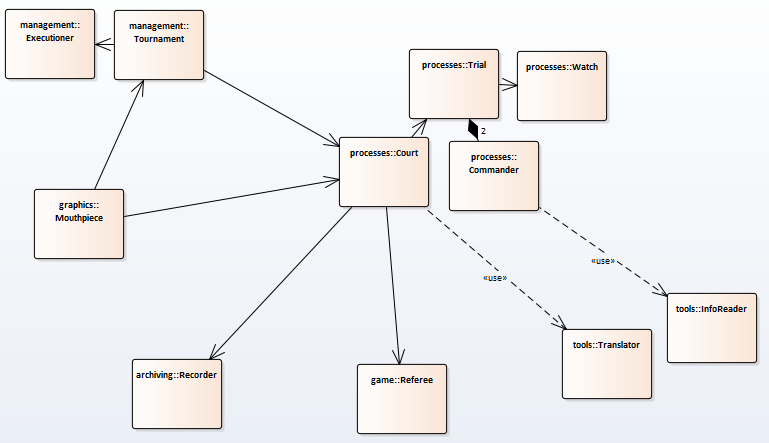 management::
Executioner
management::
Tournament
processes::Trial
processes::Watch
2
processes::Court
processes::
Commander
graphics::
Mouthpiece
«use»
«use»
tools::InfoReader
tools::Translator
archiving::Recorder
game::Referee